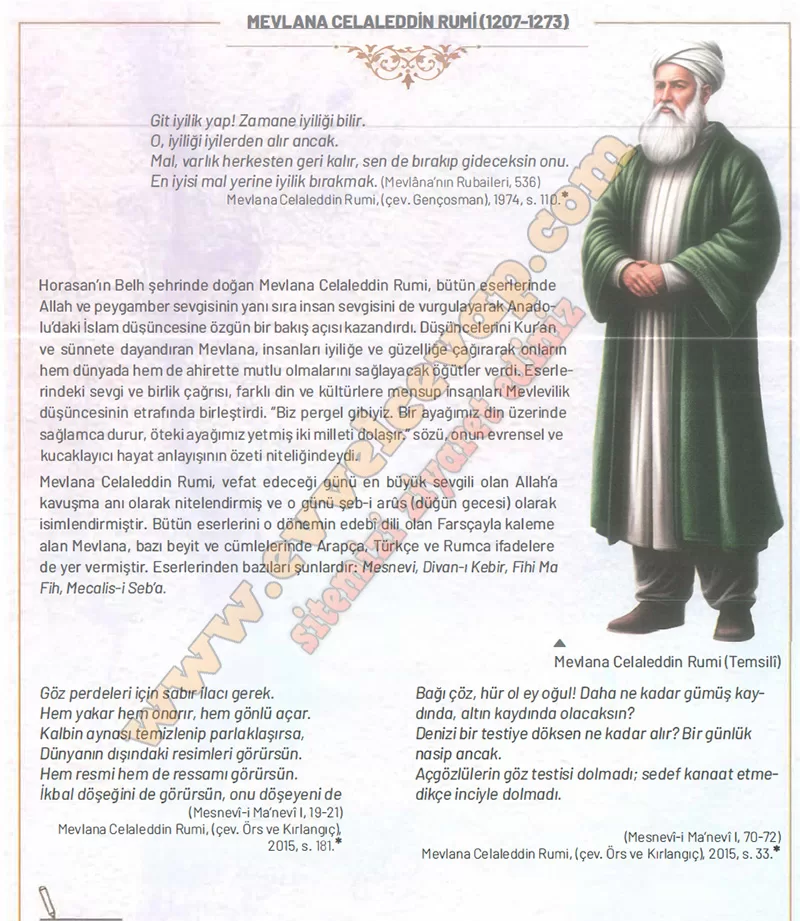 MEVLANA CELALEDDİN RUMİ (1207-1273)
Git iyilik yap! Zamane iyiliği bilir.
O, iyiliği iyilerden alır ancak.
Mal, varlık herkesten geri kalır, sen de bırakıp gideceksin onu.
En iyisi mal yerine iyilik bırakmak. (Mevlâna’nın Rubaileri, 536)
Mevlana Celaleddin Rumi, (çev. Gençosman), 1974, s. 110.*
Horasan’ın Belh şehrinde doğan Mevlana Celaleddin Rumi, bütün eserlerinde
Allah ve peygamber sevgisinin yanı sıra insan sevgisini de vurgulayarak Anado-
lu’daki İslam düşüncesine özgün bir bakış açısı kazandırdı. Düşüncelerini Kur’an
ve sünnete dayandıran Mevlana, insanları iyiliğe ve güzelliğe çağırarak onların
hem dünyada hem de ahirette mutlu olmalarını sağlayacak öğütler verdi. Eserle-
rindeki sevgi ve birlik çağrısı, farklı din ve kültürlere mensup insanları Mevlevilik
düşüncesinin etrafında birleştirdi. “Biz pergel gibiyiz. Bir ayağımız din üzerinde
sağlamca durur, öteki ayağımız yetmiş iki milleti dolaşır.” sözü, onun evrensel ve
kucaklayıcı hayat anlayışının özeti niteliğindeydi.
Mevlana Celaleddin Rumi, vefat edeceği günü en büyük sevgili olan Allah’a
kavuşma anı olarak nitelendirmiş ve o günü şeb-i arûs (düğün gecesi) olarak
isimlendirmiştir. Bütün eserlerini o dönemin edebî dili olan Farsçayla kaleme
alan Mevlana, bazı beyit ve cümlelerinde Arapça, Türkçe ve Rumca ifadelere
de yer vermiştir. Eserlerinden bazıları şunlardır: Mesnevi, Divan-ı Kebir, Fîhi Ma
Fih, Mecalis-i Seb’a.
Mevlana Celaleddin Rumi (Temsilî)
Göz perdeleri için sabır ilacı gerek.
Hem yakar hem onarır, hem gönlü açar.
Kalbin aynası temizlenip parlaklaşırsa,
Dünyanın dışındaki resimleri görürsün.
Hem resmi hem de ressamı görürsün.
İkbal döşeğini de görürsün, onu döşeyeni de
(Mesnevî-i Ma’nevî I, 19-21)
Mevlana Celaleddin Rumi, (çev. Örs ve Kırlangıç),
2015, s. 181.*
Bağı çöz, hür ol ey oğul! Daha ne kadar gümüş kay-
dında, altın kaydında olacaksın?
Denizi bir testiye döksen ne kadar alır? Bir günlük
nasip ancak.
Açgözlülerin göz testisi dolmadı; sedef kanaat etme-
dikçe inciyle dolmadı.
(Mesnevî-i Ma’nevî I, 70-72)
Mevlana Celaleddin Rumi, (çev. Örs ve Kırlangıç), 2015, s. 33.*
www.evvelcevap.com
sitemizi ziyaret ediniz